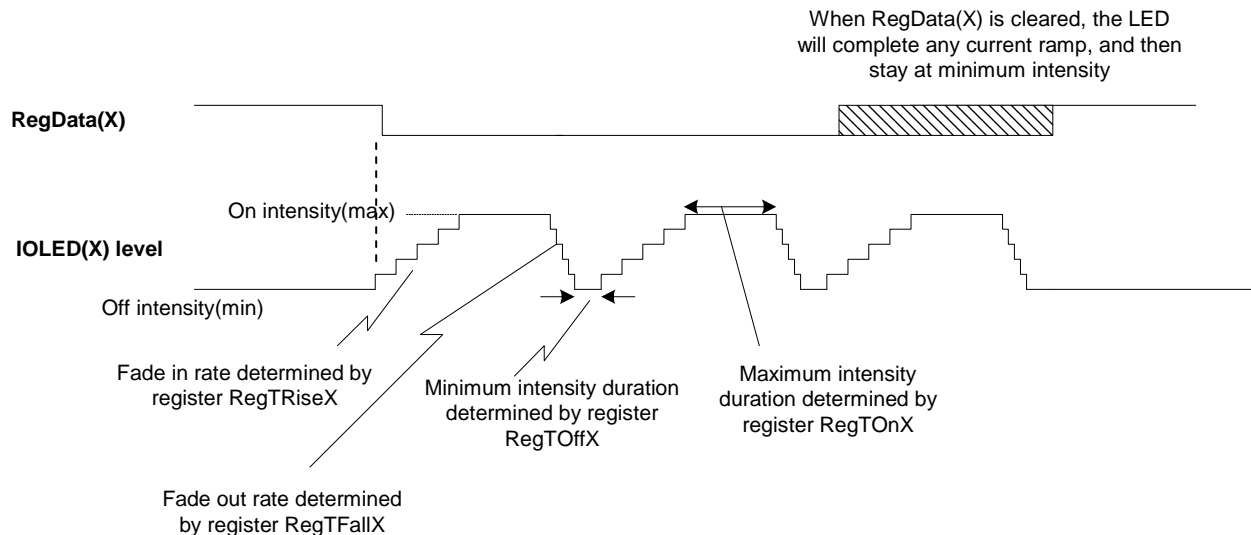 When RegData(X) is cleared, the LED
will complete any current ramp, and then
stay at minimum intensity
RegData(X)
On intensity(max)
IOLED(X) level
Off intensity(min)
Fade in rate determined by
register RegTRiseX
Minimum intensity duration
determined by register
RegTOffX
Maximum intensity
duration determined by
register RegTOnX
Fade out rate determined
by register RegTFallX